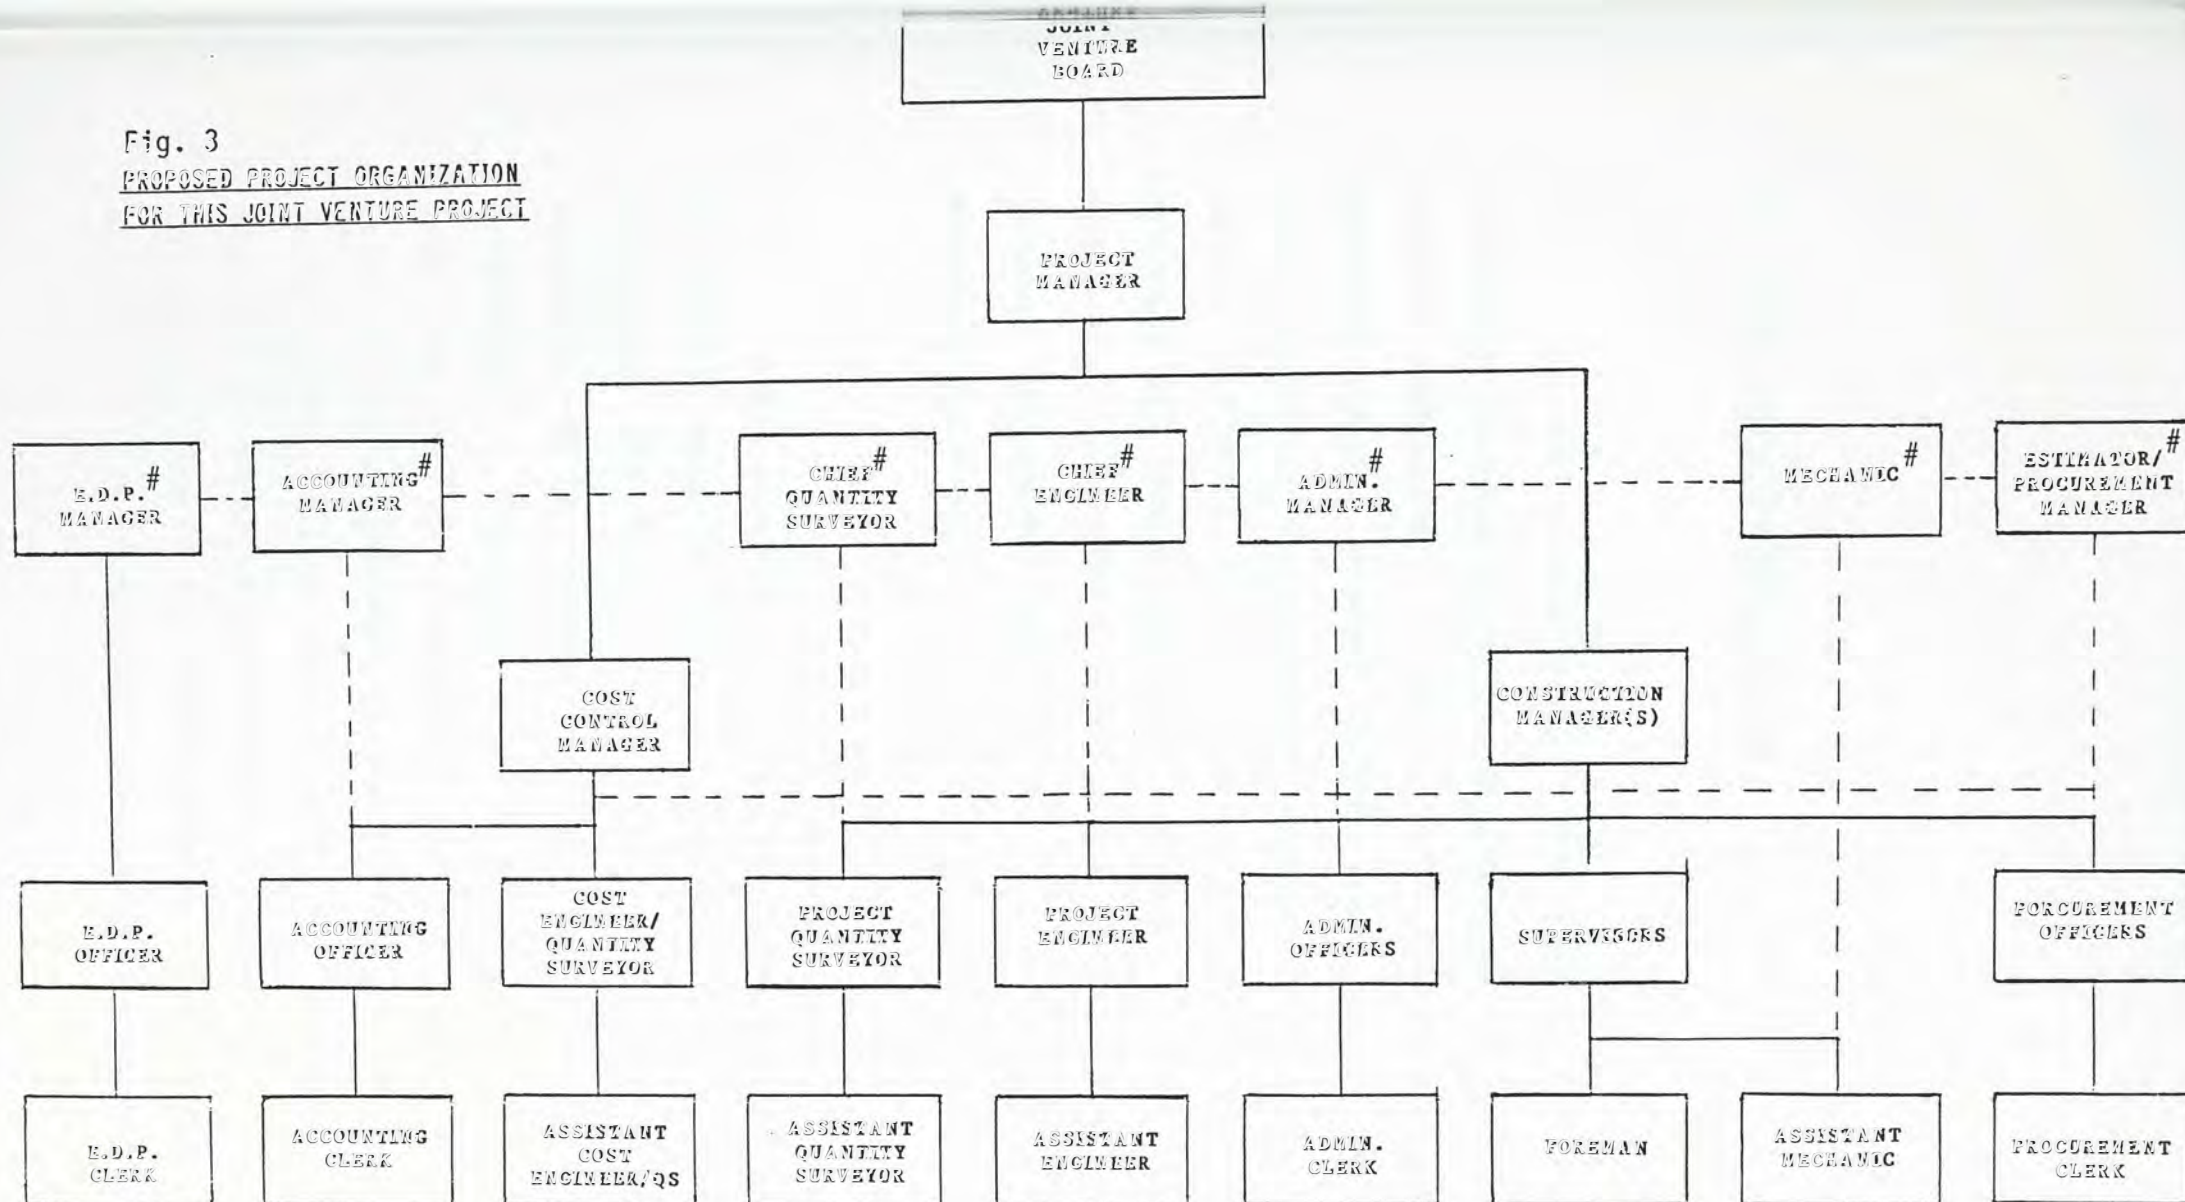 JOINT
VENTURE
BOARD
Fig. 3
PROPOSED PROJECT ORGANIZATION
FOR THIS JOINT VENTURE PROJECT
PROJECT
MANAGER
E.D.P.#
MANAGER
ACCOUNTING#
MANAGER
CHIEF#
QUANTITY
SURVEYOR
CHIEF#
ENGINEER
#
ADMIN.
MANAGER
MECHANIC#
#
ESTIMATOR/
PROCUREMENT
MANAGER
COST
CONTROL
MANAGER
CONSTRUCTION
MANAGER(S)
E.D.P.
OFFICER
ACCOUNTING
OFFICER
COST
ENGINEER/
QUANTITY
SURVEYOR
PROJECT
QUANTITY
SURVEYOR
PROJECT
ENGINEER
ADMIN.
OFFICERS
SUPERVISORS
PORCUREMENT
OFFICERS
E.D.P.
CLERK
ACCOUNTING
CLERK
ASSISTANT
COST
ENGINEER/QS
ASSISTANT
QUANTITY
SURVEYOR
ASSISTANT
ENGINEER
ADMIN.
CLERK
FOREMAN
ASSISTANT
MECHANIC
PROCUREMENT
CLERK